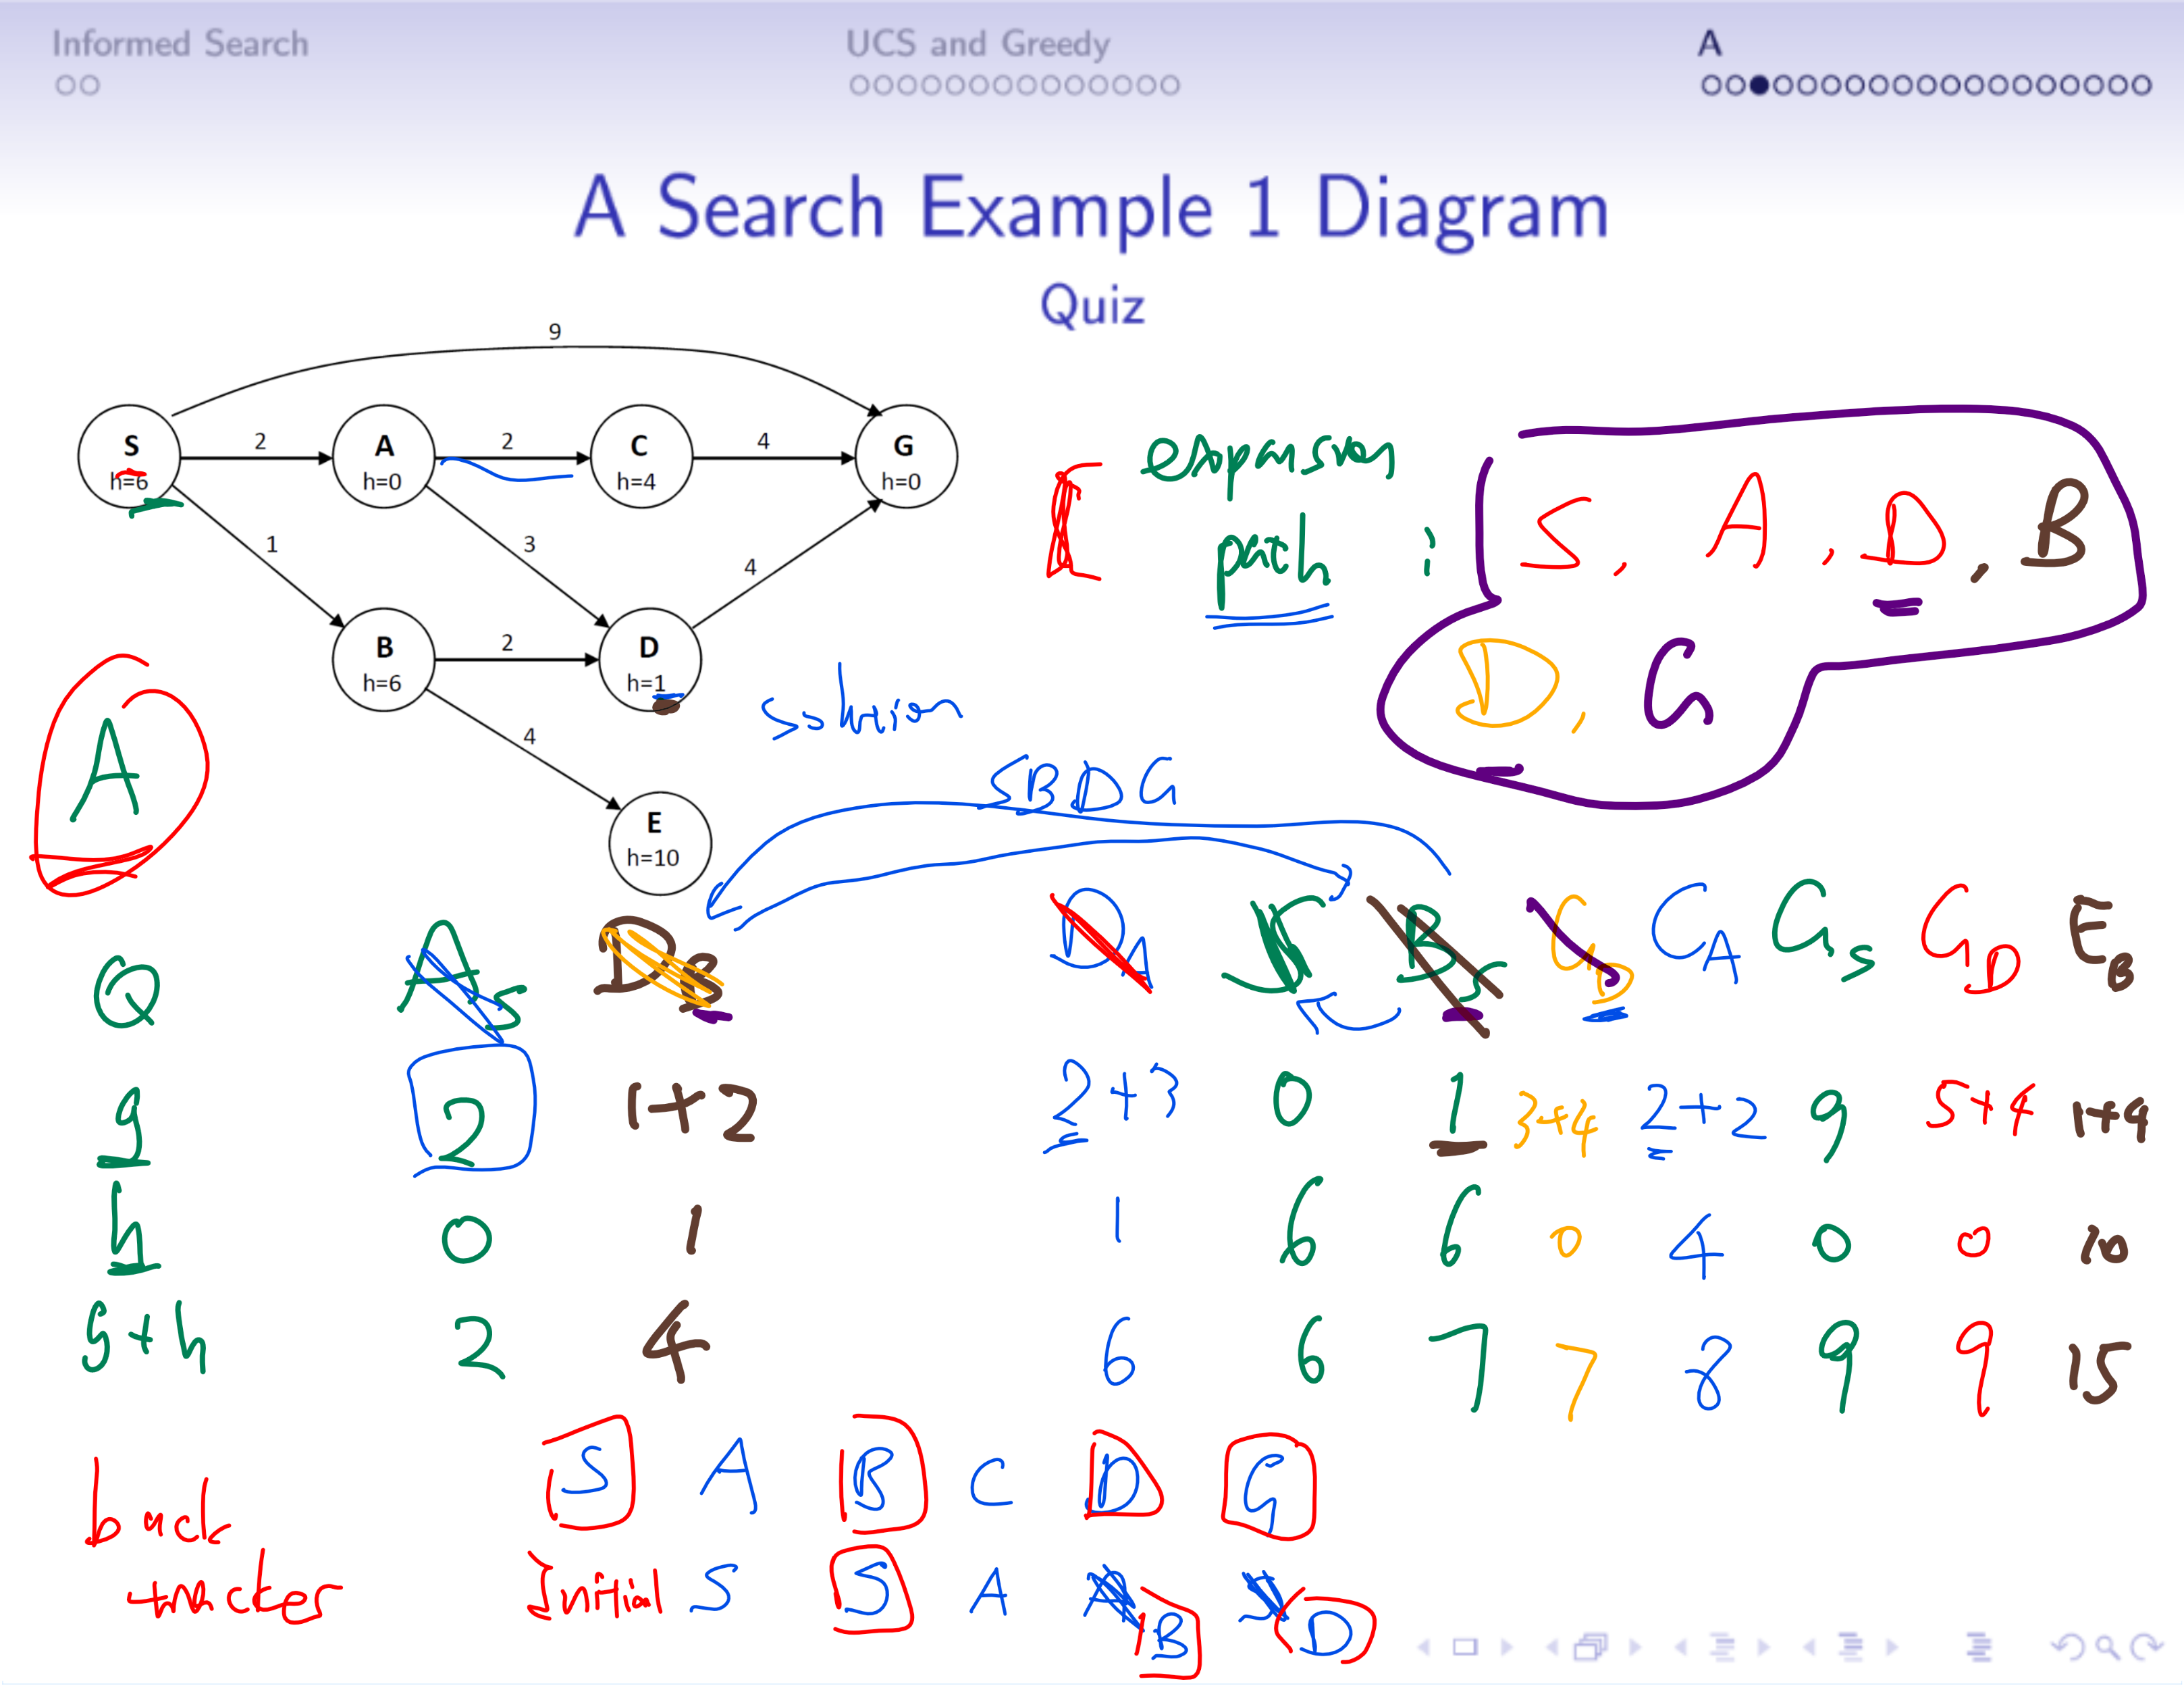 Informed Search UCS and Greedy A
A Search Example 1 Diagram
Quiz
9
S h=6 2 A h=0 2 C h=4 4 G h=0
1 3 4
B h=6 2 D h=1
4
E h=10
expansion
path : S, A, D, B
D, G
solution
SBDG
A
Q A_S D_B D_A S B_S G_D C_A G_S G_D E_B
g 2 1+2 2+3 0 1 3+4 2+2 9 5+4 1+4
h 0 1 1 6 6 0 4 0 0 10
g+h 2 4 6 6 7 7 8 9 9 15
back S A B C D G
tracker Initial S S A B D